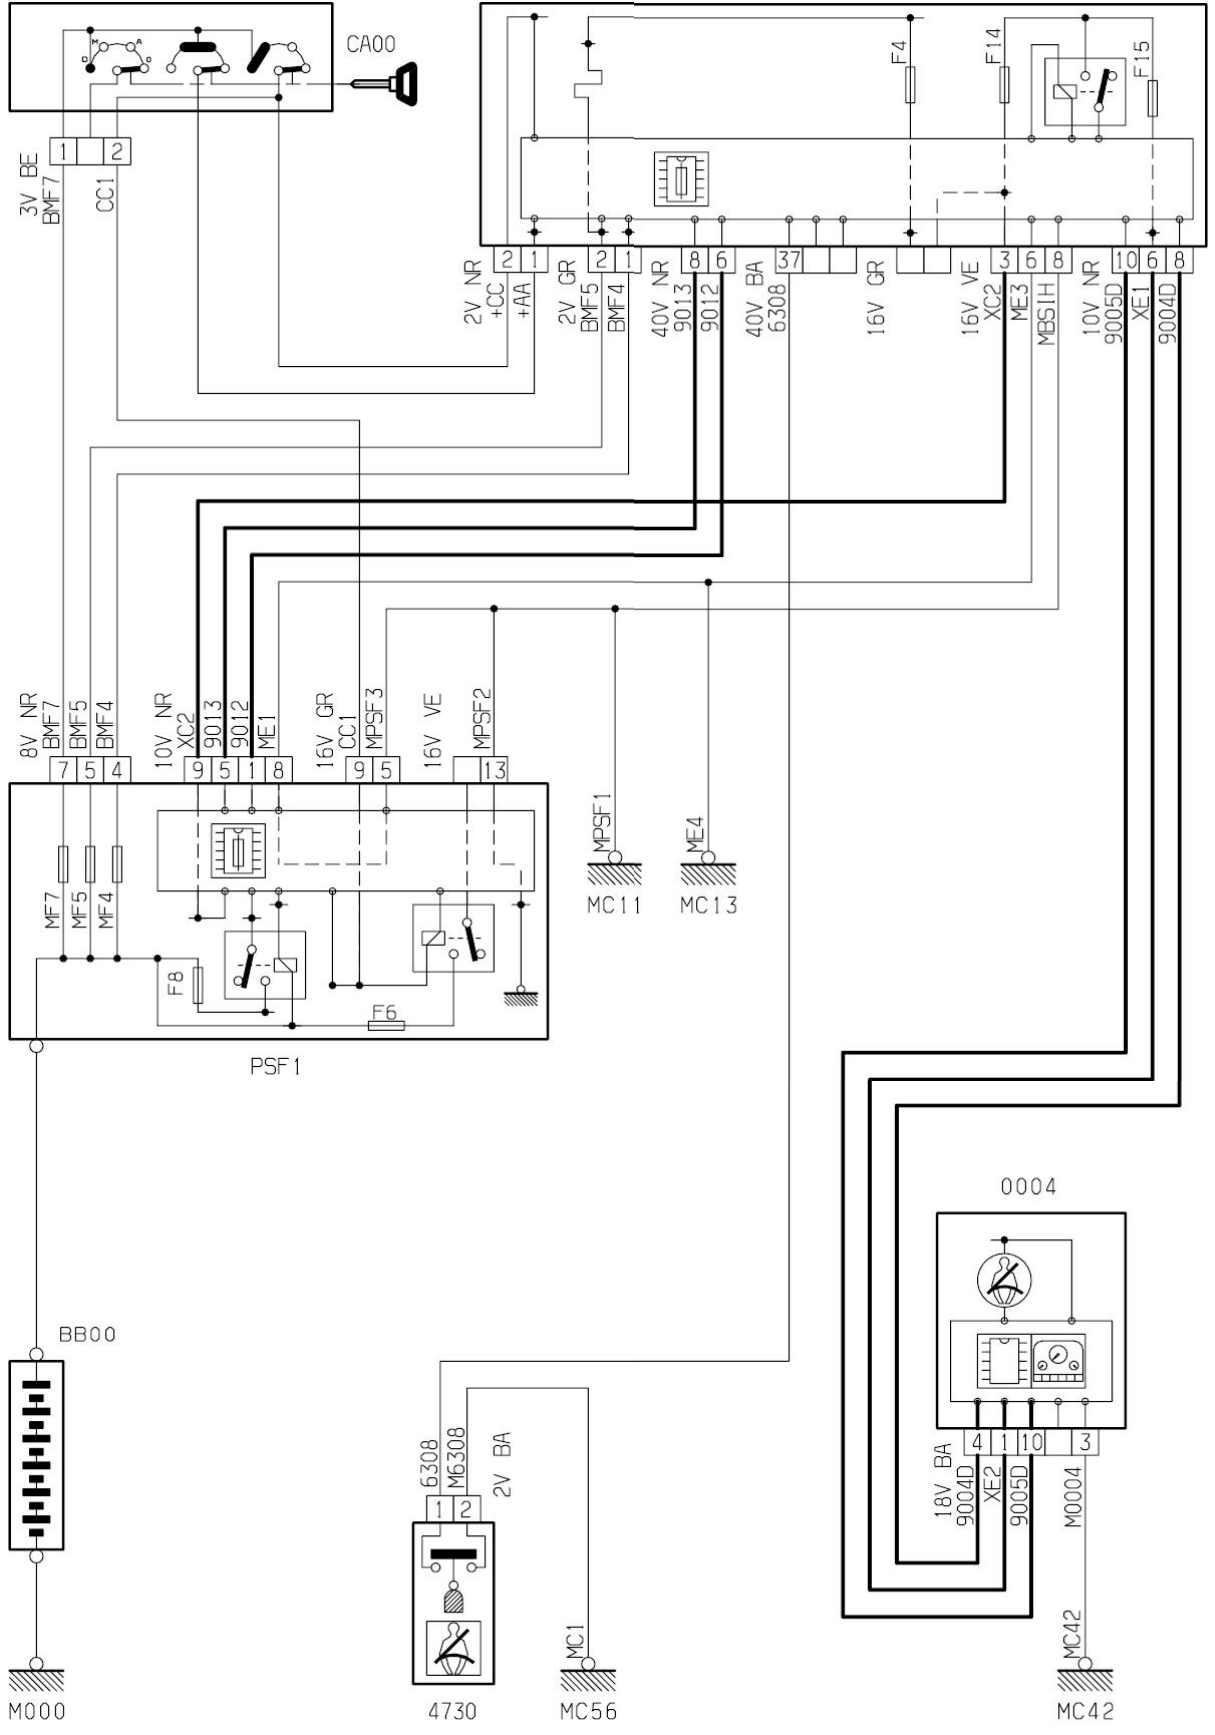 M A
D O
CA00
1 2
3V BE
BMF7
CC1
F4
F14
F15
2 1 2 1 8 6 37 3 6 8 10 6 8
2V NR
+CC
+AA
2V GR
BMF5
BMF4
40V NR
9013
9012
40V BA
6308
16V GR
16V VE
XC2
ME3
MBSIH
10V NR
9005D
XE1
9004D
8V NR
BMF7
BMF5
BMF4
10V NR
XC2
9013
9012
ME1
16V GR
CC1
MPSF3
16V VE
MPSF2
7 5 4 9 5 1 8 9 5 13
MF7
MF5
MF4
F8
F6
PSF1
MPSF1
MC11
ME4
MC13
0004
BB00
4 1 10 3
18V BA
9004D
XE2
9005D
M0004
6308
M6308
2V BA
1 2
MC1
MC42
M000
4730
MC56
MC42